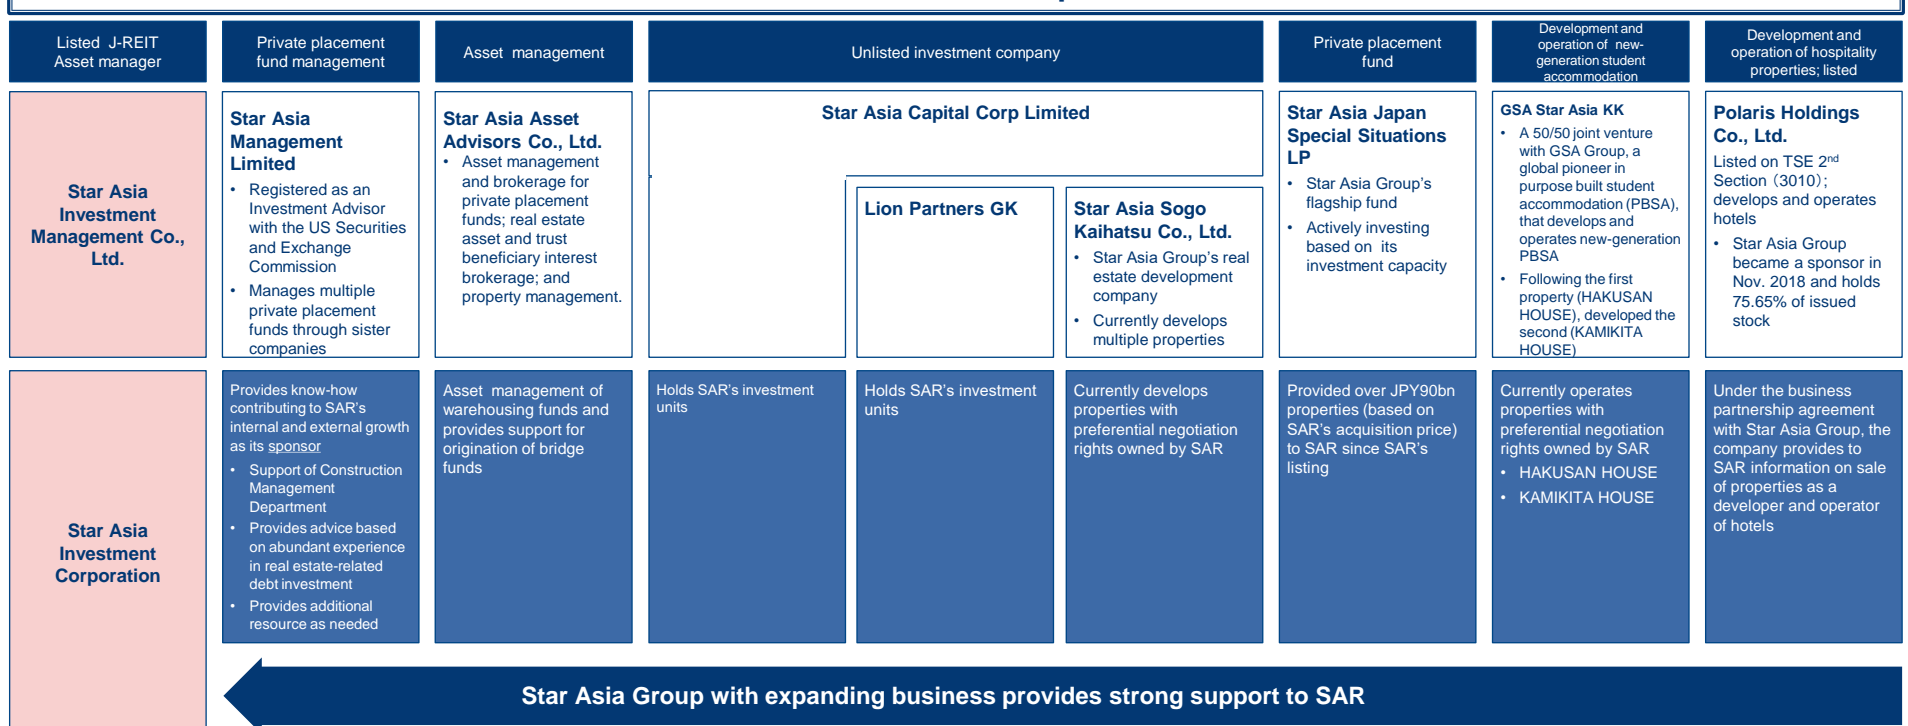 Listed J-REIT
Asset manager
Private placement
fund management
Asset management
Unlisted investment company
Private placement
fund
Development and
operation of new-
generation student
accommodation
Development and
operation of hospitality
properties; listed
Star Asia
Investment
Management Co.,
Ltd.
Star Asia
Management
Limited
• Registered as an
Investment Advisor
with the US Securities
and Exchange
Commission
• Manages multiple
private placement
funds through sister
companies
Star Asia Asset
Advisors Co., Ltd.
• Asset management
and brokerage for
private placement
funds; real estate
asset and trust
beneficiary interest
brokerage; and
property management.
Star Asia Capital Corp Limited
Lion Partners GK
Star Asia Sogo
Kaihatsu Co., Ltd.
• Star Asia Group's real
estate development
company
• Currently develops
multiple properties
Star Asia Japan
Special Situations
LP
• Star Asia Group's
flagship fund
• Actively investing
based on its
investment capacity
GSA Star Asia KK
• A 50/50 joint venture
with GSA Group, a
global pioneer in
purpose built student
accommodation (PBSA),
that develops and
operates new-generation
PBSA
• Following the first
property (HAKUSAN
HOUSE), developed the
second (KAMIKITA
HOUSE)
Polaris Holdings
Co., Ltd.
Listed on TSE 2nd
Section（3010）;
develops and operates
hotels
• Star Asia Group
became a sponsor in
Nov. 2018 and holds
75.65% of issued
stock
Star Asia
Investment
Corporation
Provides know-how
contributing to SAR's
internal and external growth
as its sponsor
• Support of Construction
Management
Department
• Provides advice based
on abundant experience
in real estate-related
debt investment
• Provides additional
resource as needed
Asset management of
warehousing funds and
provides support for
origination of bridge
funds
Holds SAR's investment
units
Holds SAR's investment
units
Currently develops
properties with
preferential negotiation
rights owned by SAR
Provided over JPY90bn
properties (based on
SAR's acquisition price)
to SAR since SAR's
listing
Currently operates
properties with
preferential negotiation
rights owned by SAR
• HAKUSAN HOUSE
• KAMIKITA HOUSE
Under the business
partnership agreement
with Star Asia Group, the
company provides to
SAR information on sale
of properties as a
developer and operator
of hotels
Star Asia Group with expanding business provides strong support to SAR